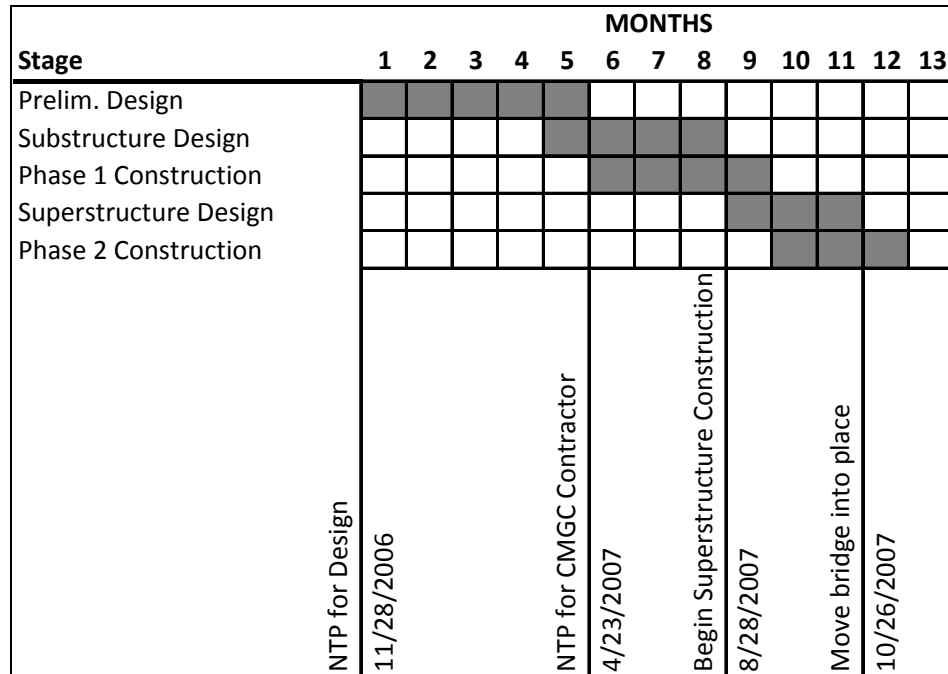 MONTHS
Stage 1 2 3 4 5 6 7 8 9 10 11 12 13
Prelim. Design
Substructure Design
Phase 1 Construction
Superstructure Design
Phase 2 Construction
NTP for Design
11/28/2006
NTP for CMGC Contractor
4/23/2007
Begin Superstructure Construction
8/28/2007
Move bridge into place
10/26/2007